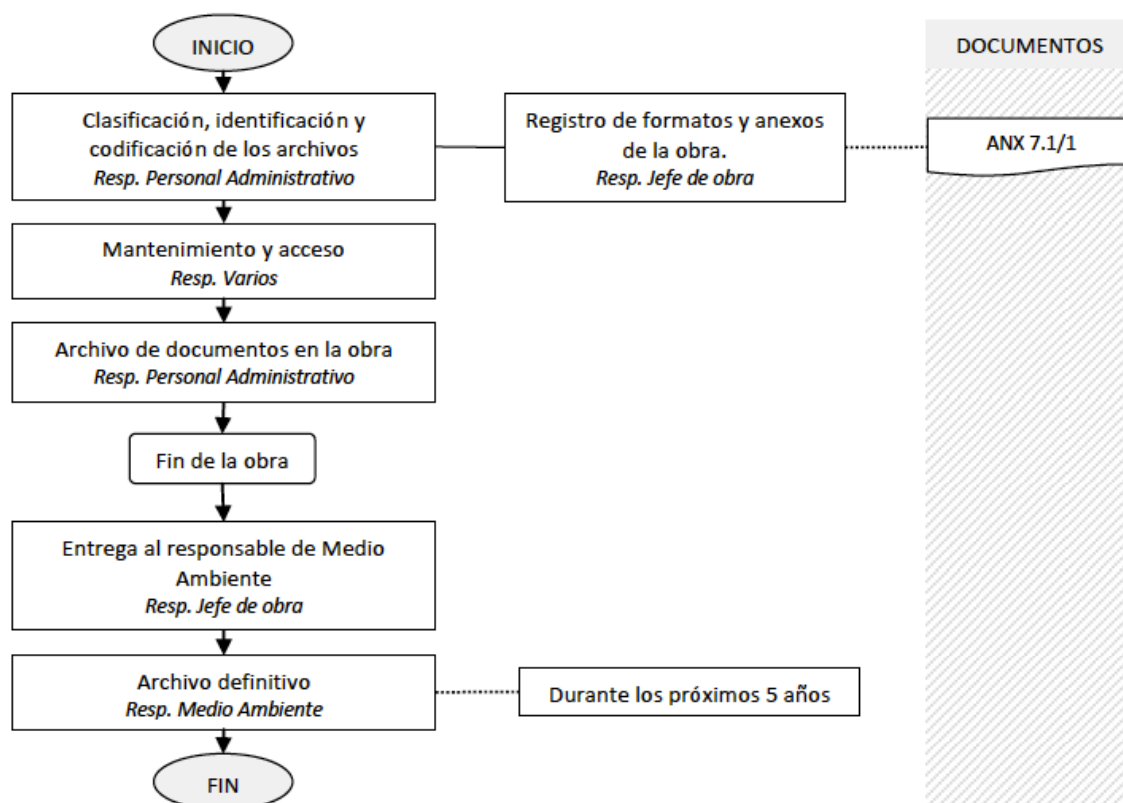 INICIO
DOCUMENTOS
Clasificación, identificación y
codificación de los archivos
Resp. Personal Administrativo
Registro de formatos y anexos
de la obra.
Resp. Jefe de obra
ANX 7.1/1
Mantenimiento y acceso
Resp. Varios
Archivo de documentos en la obra
Resp. Personal Administrativo
Fin de la obra
Entrega al responsable de Medio
Ambiente
Resp. Jefe de obra
Archivo definitivo
Resp. Medio Ambiente
Durante los próximos 5 años
FIN